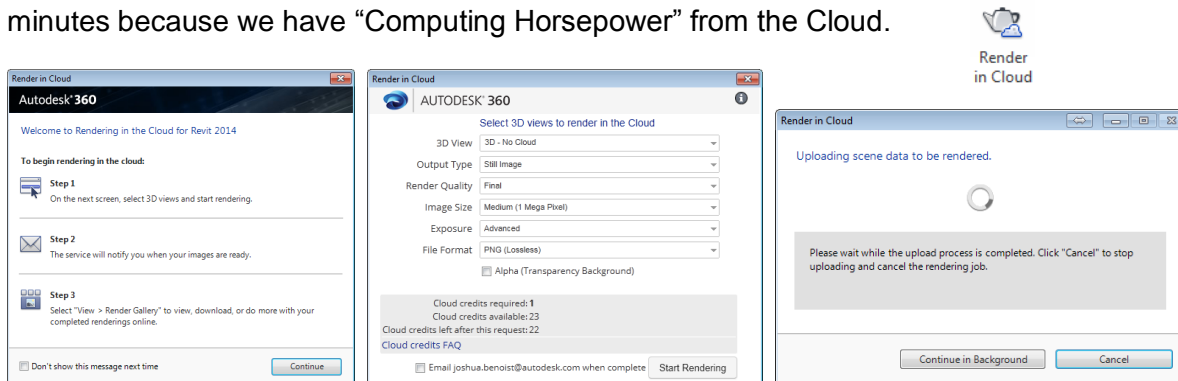 minutes because we have “Computing Horsepower” from the Cloud.
Render
in Cloud
Render in Cloud
Autodesk® 360
Welcome to Rendering in the Cloud for Revit 2014
To begin rendering in the cloud:
Step 1
On the next screen, select 3D views and start rendering.
Step 2
The service will notify you when your images are ready.
Step 3
Select "View > Render Gallery" to view, download, or do more with your
completed renderings online.
Don't show this message next time
Continue
Render in Cloud
AUTODESK® 360
Select 3D views to render in the Cloud
3D View 3D - No Cloud
Output Type Still Image
Render Quality Final
Image Size Medium (1 Mega Pixel)
Exposure Advanced
File Format PNG (Lossless)
Alpha (Transparency Background)
Cloud credits required: 1
Cloud credits available: 23
Cloud credits left after this request: 22
Cloud credits FAQ
Email joshua.benoist@autodesk.com when complete Start Rendering
Render in Cloud
Uploading scene data to be rendered.
Please wait while the upload process is completed. Click "Cancel" to stop
uploading and cancel the rendering job.
Continue in Background Cancel